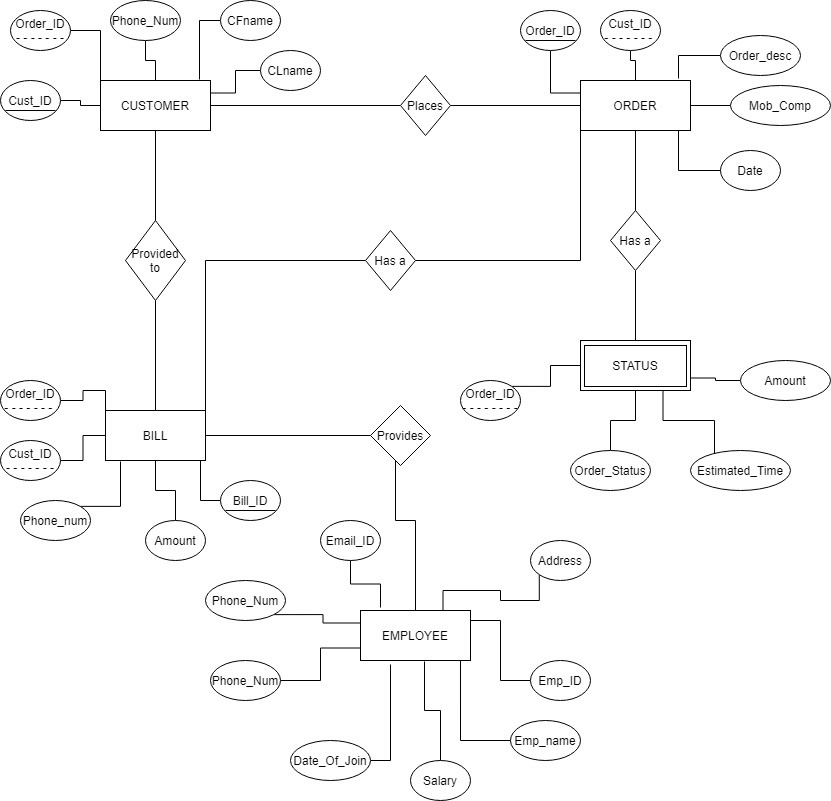 Order_ID
Phone_Num
CFname
Order_ID
Cust_ID
Order_desc
CLname
Cust_ID
CUSTOMER
Places
ORDER
Mob_Comp
Date
Provided
to
Has a
Has a
STATUS
Order_ID
Order_ID
Amount
BILL
Provides
Cust_ID
Order_Status
Estimated_Time
Phone_num
Amount
Bill_ID
Email_ID
Address
Phone_Num
EMPLOYEE
Phone_Num
Emp_ID
Emp_name
Date_Of_Join
Salary